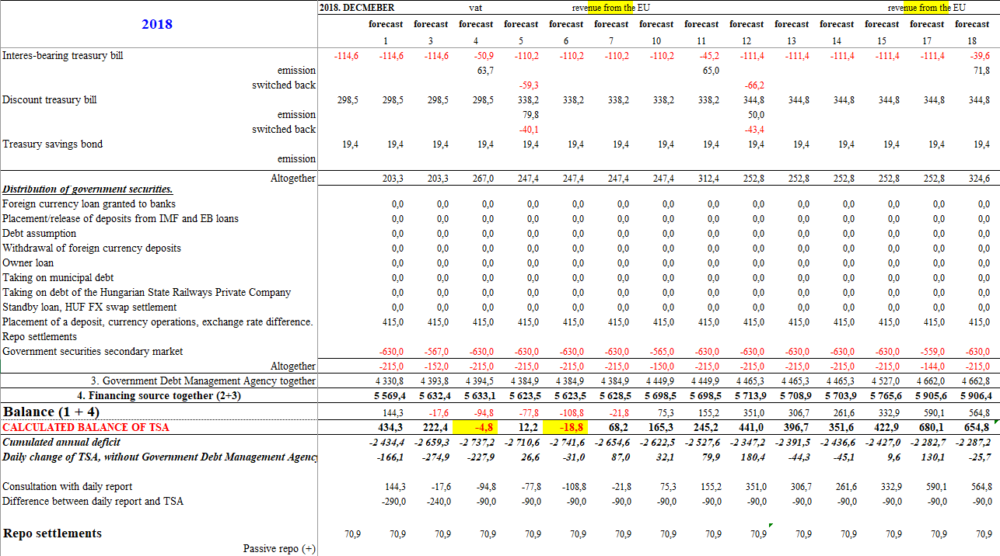 2018. DECMEBER vat revenue from the EU revenue from the EU
2018
forecast forecast forecast forecast forecast forecast forecast forecast forecast forecast forecast forecast forecast forecast
1 3 4 5 6 7 10 11 12 13 14 15 17 18
Interes-bearing treasury bill -114,6 -114,6 -114,6 -50,9 -110,2 -110,2 -110,2 -110,2 -45,2 -111,4 -111,4 -111,4 -111,4 -111,4 -39,6
emission 63,7 65,0 71,8
switched back -59,3 -66,2
Discount treasury bill 298,5 298,5 298,5 298,5 338,2 338,2 338,2 338,2 338,2 344,8 344,8 344,8 344,8 344,8 344,8
emission 79,8 50,0
switched back -40,1 -43,4
Treasury savings bond 19,4 19,4 19,4 19,4 19,4 19,4 19,4 19,4 19,4 19,4 19,4 19,4 19,4 19,4 19,4
emission
Altogether 203,3 203,3 267,0 247,4 247,4 247,4 247,4 312,4 252,8 252,8 252,8 252,8 252,8 324,6
Distribution of government securities.
Foreign currency loan granted to banks 0,0 0,0 0,0 0,0 0,0 0,0 0,0 0,0 0,0 0,0 0,0 0,0 0,0 0,0
Placement/release of deposits from IMF and EB loans 0,0 0,0 0,0 0,0 0,0 0,0 0,0 0,0 0,0 0,0 0,0 0,0 0,0 0,0
Debt assumption 0,0 0,0 0,0 0,0 0,0 0,0 0,0 0,0 0,0 0,0 0,0 0,0 0,0 0,0
Withdrawal of foreign currency deposits 0,0 0,0 0,0 0,0 0,0 0,0 0,0 0,0 0,0 0,0 0,0 0,0 0,0 0,0
Owner loan 0,0 0,0 0,0 0,0 0,0 0,0 0,0 0,0 0,0 0,0 0,0 0,0 0,0 0,0
Taking on municipal debt 0,0 0,0 0,0 0,0 0,0 0,0 0,0 0,0 0,0 0,0 0,0 0,0 0,0 0,0
Taking on debt of the Hungarian State Railways Private Company 0,0 0,0 0,0 0,0 0,0 0,0 0,0 0,0 0,0 0,0 0,0 0,0 0,0 0,0
Standby loan, HUF FX swap settlement 0,0 0,0 0,0 0,0 0,0 0,0 0,0 0,0 0,0 0,0 0,0 0,0 0,0 0,0
Placement of a deposit, currency operations, exchange rate difference. 415,0 415,0 415,0 415,0 415,0 415,0 415,0 415,0 415,0 415,0 415,0 415,0 415,0 415,0
Repo settlements
Government securities secondary market -630,0 -567,0 -630,0 -630,0 -630,0 -630,0 -565,0 -630,0 -630,0 -630,0 -630,0 -630,0 -559,0 -630,0
Altogether -215,0 -152,0 -215,0 -215,0 -215,0 -215,0 -150,0 -215,0 -215,0 -215,0 -215,0 -215,0 -144,0 -215,0
3. Government Debt Management Agency together 4 330,8 4 393,8 4 394,5 4 384,9 4 384,9 4 384,9 4 449,9 4 449,9 4 465,3 4 465,3 4 465,3 4 527,0 4 662,0 4 662,8
4. Financing source together (2+3) 5 569,4 5 632,4 5 633,1 5 623,5 5 623,5 5 628,5 5 698,5 5 698,5 5 713,9 5 708,9 5 703,9 5 765,6 5 905,6 5 906,4
Balance (1 + 4) 144,3 -17,6 -94,8 -77,8 -108,8 -21,8 75,3 155,2 351,0 306,7 261,6 332,9 590,1 564,8
CALCULATED BALANCE OF TSA 434,3 222,4 -4,8 12,2 -18,8 68,2 165,3 245,2 441,0 396,7 351,6 422,9 680,1 654,8
Cumulated annual deficit -2 434,4 -2 659,3 -2 737,2 -2 710,6 -2 741,6 -2 654,6 -2 622,5 -2 527,6 -2 347,2 -2 391,5 -2 436,6 -2 427,0 -2 282,7 -2 287,2
Daily change of TSA, without Government Debt Management Agency -166,1 -274,9 -227,9 26,6 -31,0 87,0 32,1 79,9 180,4 -44,3 -45,1 9,6 130,1 -25,7
Consultation with daily report 144,3 -17,6 -94,8 -77,8 -108,8 -21,8 75,3 155,2 351,0 306,7 261,6 332,9 590,1 564,8
Difference between daily report and TSA -290,0 -240,0 -90,0 -90,0 -90,0 -90,0 -90,0 -90,0 -90,0 -90,0 -90,0 -90,0 -90,0 -90,0
Repo settlements 70,9 70,9 70,9 70,9 70,9 70,9 70,9 70,9 70,9 70,9 70,9 70,9 70,9 70,9 70,9
Passive repo (+)